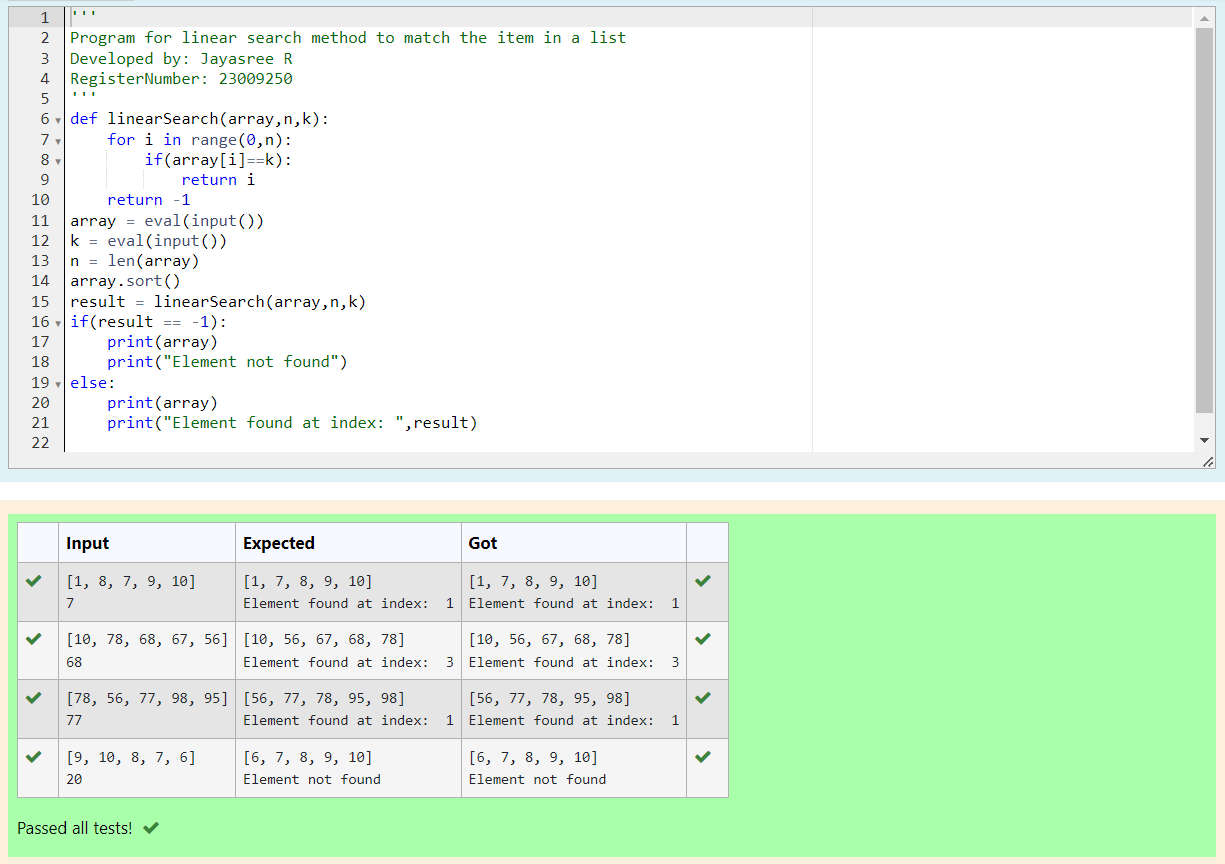 1 '''
2 Program for linear search method to match the item in a list
3 Developed by: Jayasree R
4 RegisterNumber: 23009250
5 '''
6 def linearSearch(array,n,k):
7     for i in range(0,n):
8         if(array[i]==k):
9             return i
10     return -1
11 array = eval(input())
12 k = eval(input())
13 n = len(array)
14 array.sort()
15 result = linearSearch(array,n,k)
16 if(result == -1):
17     print(array)
18     print("Element not found")
19 else:
20     print(array)
21     print("Element found at index: ",result)
22
Input Expected Got
[1, 8, 7, 9, 10] [1, 7, 8, 9, 10] [1, 7, 8, 9, 10]
7 Element found at index:  1 Element found at index:  1
[10, 78, 68, 67, 56] [10, 56, 67, 68, 78] [10, 56, 67, 68, 78]
68 Element found at index:  3 Element found at index:  3
[78, 56, 77, 98, 95] [56, 77, 78, 95, 98] [56, 77, 78, 95, 98]
77 Element found at index:  1 Element found at index:  1
[9, 10, 8, 7, 6] [6, 7, 8, 9, 10] [6, 7, 8, 9, 10]
20 Element not found Element not found
Passed all tests!